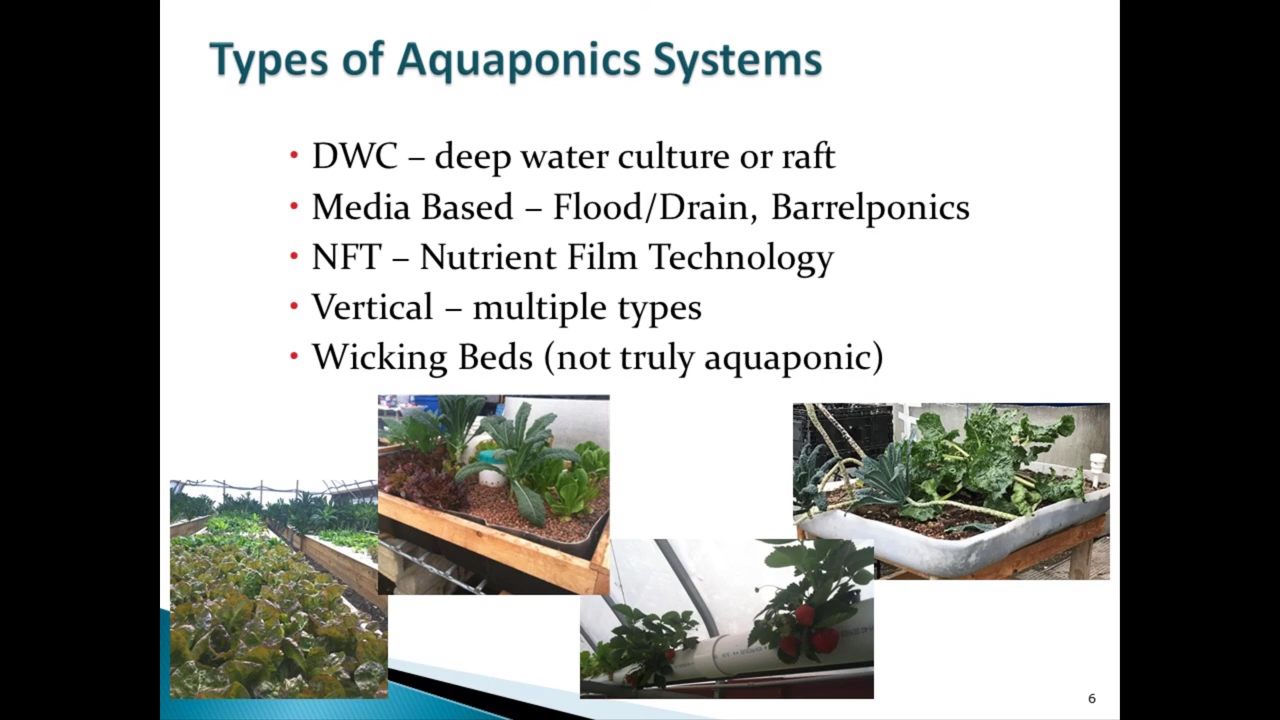 Types of Aquaponics Systems
• DWC – deep water culture or raft
• Media Based – Flood/Drain, Barrelponics
• NFT – Nutrient Film Technology
• Vertical – multiple types
• Wicking Beds (not truly aquaponic)
6